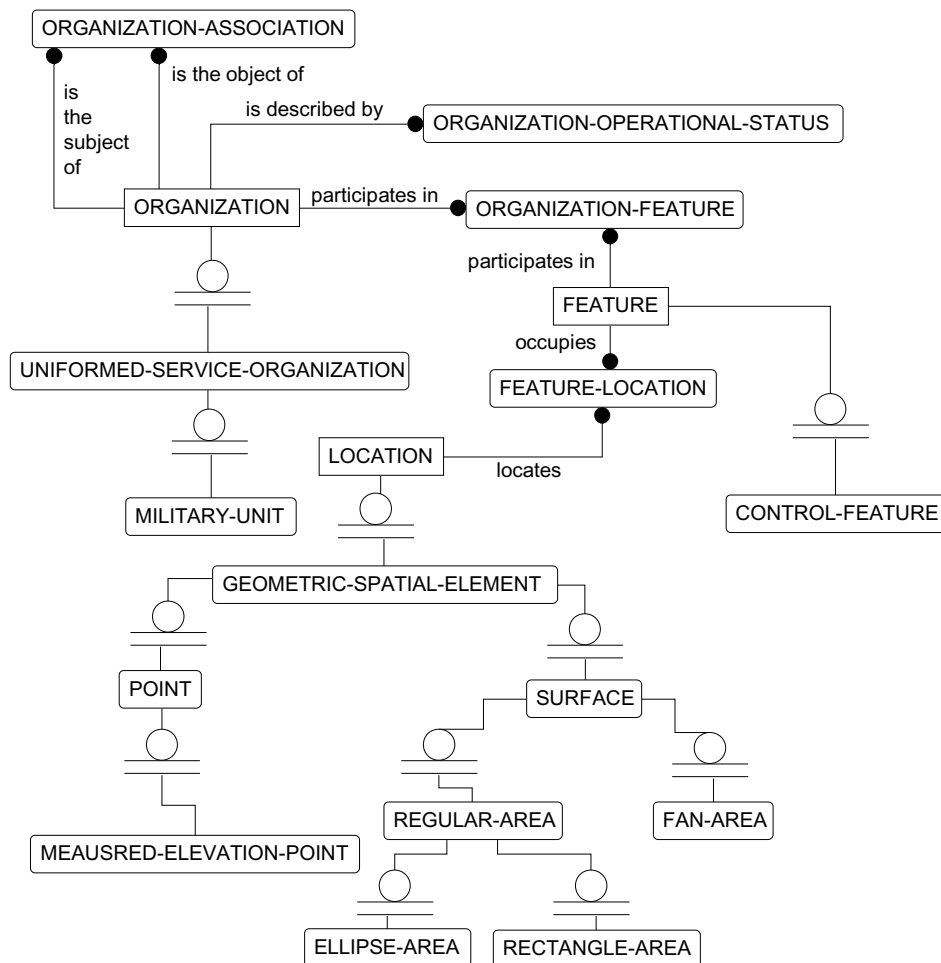 ORGANIZATION-ASSOCIATION
is the object of
is
the
subject
of
is described by
ORGANIZATION-OPERATIONAL-STATUS
ORGANIZATION
participates in
ORGANIZATION-FEATURE
participates in
FEATURE
occupies
UNIFORMED-SERVICE-ORGANIZATION
FEATURE-LOCATION
LOCATION
locates
MILITARY-UNIT
CONTROL-FEATURE
GEOMETRIC-SPATIAL-ELEMENT
POINT
SURFACE
REGULAR-AREA
FAN-AREA
MEAUSRED-ELEVATION-POINT
ELLIPSE-AREA
RECTANGLE-AREA